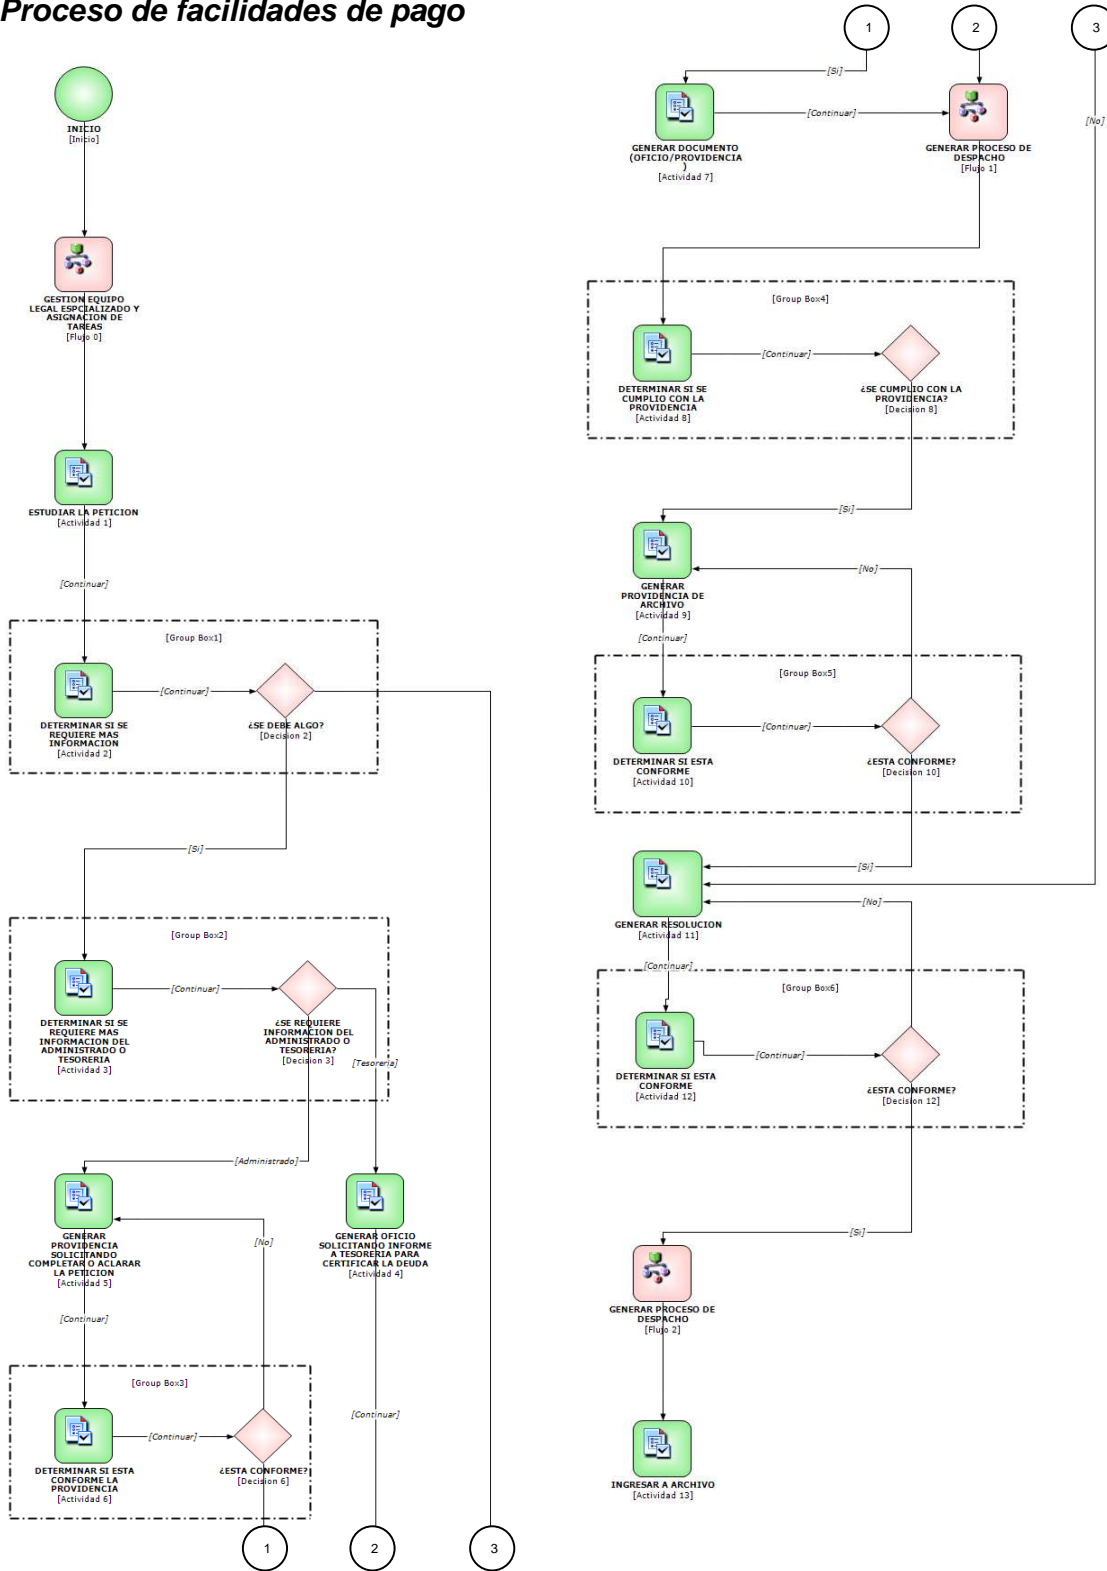 Proceso de facilidades de pago
INICIO
[Inicio]
GESTION EQUIPO
LEGAL ESPCIALIZADO Y
ASIGNACION DE
TAREAS
[Flujo 0]
ESTUDIAR LA PETICION
[Actividad 1]
[Continuar]
[Group Box1]
[Continuar]
DETERMINAR SI SE
REQUIERE MAS
INFORMACION
[Actividad 2]
¿SE DEBE ALGO?
[Decision 2]
[Si]
[Group Box2]
[Continuar]
DETERMINAR SI SE
REQUIERE MAS
INFORMACION DEL
ADMINISTRADO O
TESORERIA
[Actividad 3]
¿SE REQUIERE
INFORMACION DEL
ADMINISTRADO O
TESORERIA?
[Decision 3]
[Tesoreria]
[Administrado]
GENERAR
PROVIDENCIA
SOLICITANDO
COMPLETAR O ACLARAR
LA PETICION
[Actividad 5]
[No]
GENERAR OFICIO
SOLICITANDO INFORME
A TESORERIA PARA
CERTIFICAR LA DEUDA
[Actividad 4]
[Continuar]
[Group Box3]
[Continuar]
[Continuar]
DETERMINAR SI ESTA
CONFORME LA
PROVIDENCIA
[Actividad 6]
¿ESTA CONFORME?
[Decision 6]
1
2
3
1
2
3
[Si]
[Continuar]
[No]
GENERAR DOCUMENTO
(OFICIO/PROVIDENCIA
)
[Actividad 7]
GENERAR PROCESO DE
DESPACHO
[Flujo 1]
[Group Box4]
[Continuar]
DETERMINAR SI SE
CUMPLIO CON LA
PROVIDENCIA
[Actividad 8]
¿SE CUMPLIO CON LA
PROVIDENCIA?
[Decision 8]
[Si]
[No]
GENERAR
PROVIDENCIA DE
ARCHIVO
[Actividad 9]
[Continuar]
[Group Box5]
[Continuar]
DETERMINAR SI ESTA
CONFORME
[Actividad 10]
¿ESTA CONFORME?
[Decision 10]
[Si]
[No]
GENERAR RESOLUCION
[Actividad 11]
[Continuar]
[Group Box6]
[Continuar]
DETERMINAR SI ESTA
CONFORME
[Actividad 12]
¿ESTA CONFORME?
[Decision 12]
[Si]
GENERAR PROCESO DE
DESPACHO
[Flujo 2]
INGRESAR A ARCHIVO
[Actividad 13]